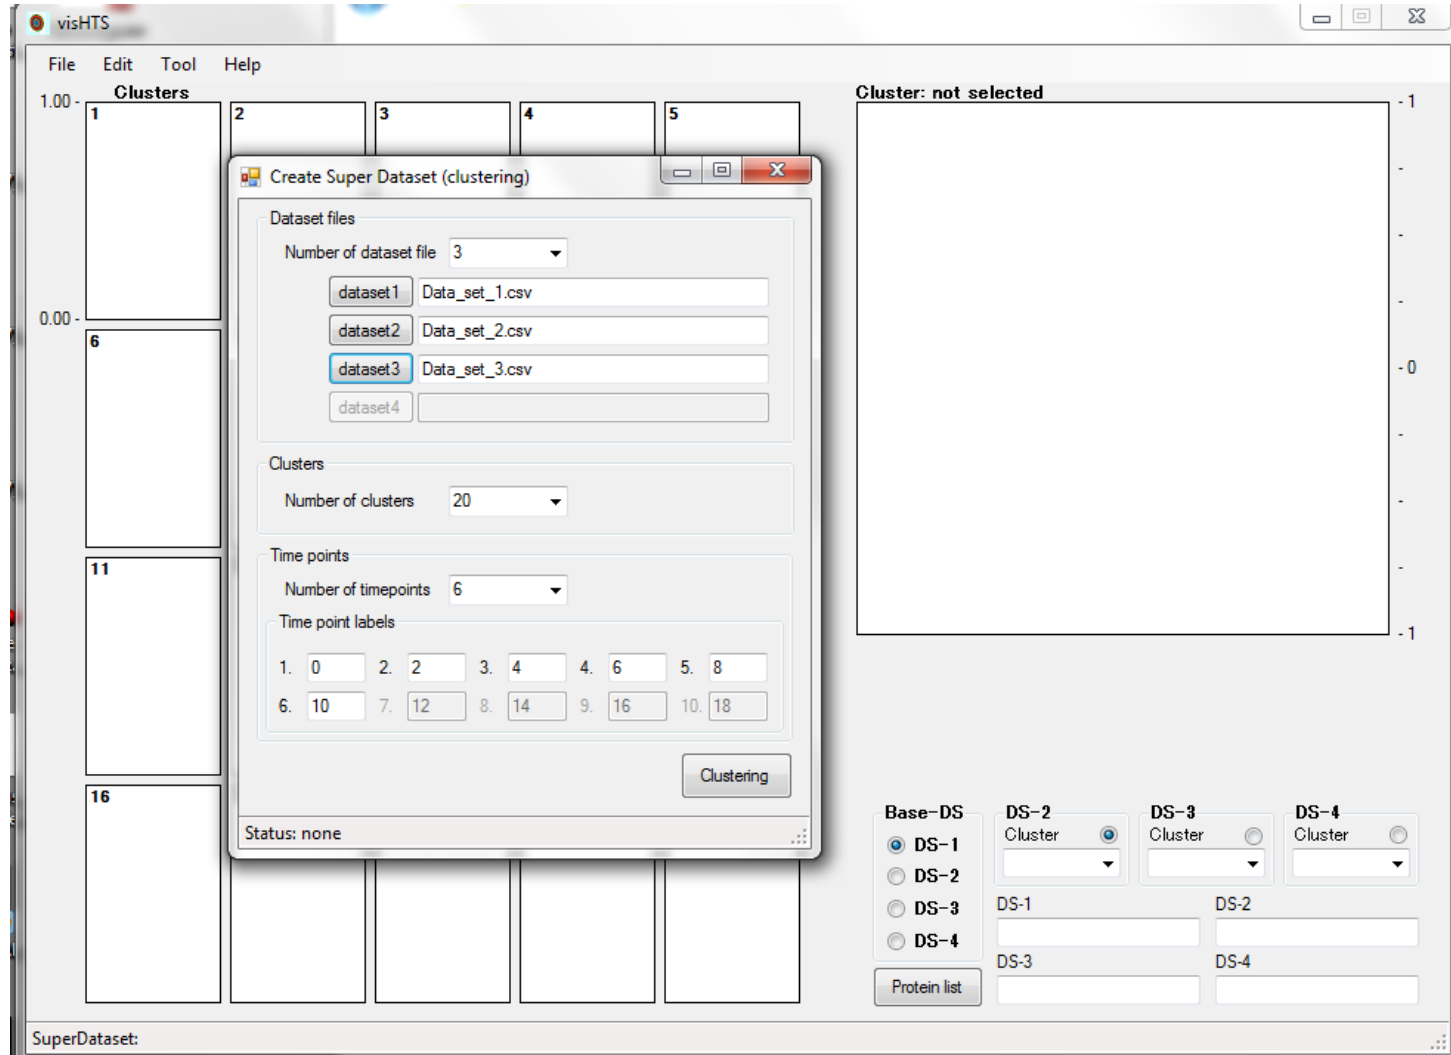 visHTS
File Edit Tool Help
Clusters
Cluster: not selected
1.00 -
1 2 3 4 5
- 1
Create Super Dataset (clustering)
-
Dataset files
Number of dataset file 3
-
dataset1 Data_set_1.csv
-
0.00 -
dataset2 Data_set_2.csv
6
dataset3 Data_set_3.csv
- 0
dataset4
-
Clusters
Number of clusters 20
-
Time points
11
-
Number of timepoints 6
Time point labels
- 1
1. 0 2. 2 3. 4 4. 6 5. 8
6. 10 7. 12 8. 14 9. 16 10. 18
Clustering
16
Status: none
Base-DS DS-2 DS-3 DS-4
Cluster Cluster Cluster
DS-1
DS-2
DS-3
DS-4
DS-1 DS-2
DS-3 DS-4
Protein list
SuperDataset: